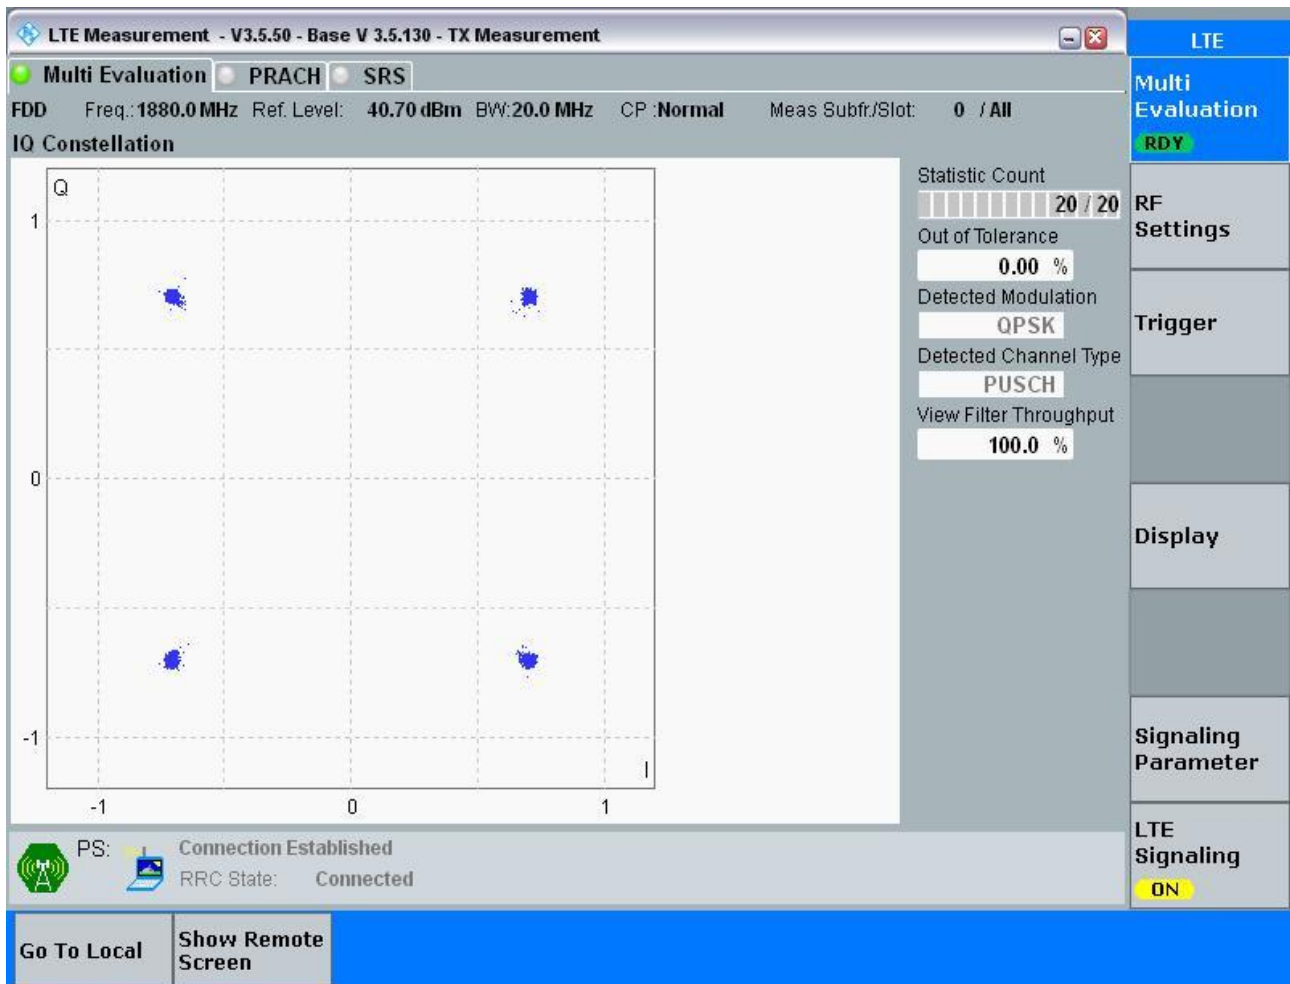 LTE Measurement - V3.5.50 - Base V 3.5.130 - TX Measurement
LTE
Multi Evaluation PRACH SRS
FDD Freq.:1880.0 MHz Ref. Level: 40.70 dBm BW:20.0 MHz CP :Normal Meas Subfr./Slot: 0 / All
IQ Constellation
Q
1
0
-1
-1 0 1
I
Statistic Count
20 / 20
Out of Tolerance
0.00 %
Detected Modulation
QPSK
Detected Channel Type
PUSCH
View Filter Throughput
100.0 %
Multi
Evaluation
RDY
RF
Settings
Trigger
Display
Signaling
Parameter
LTE
Signaling
ON
PS: Connection Established
RRC State: Connected
Go To Local
Show Remote
Screen